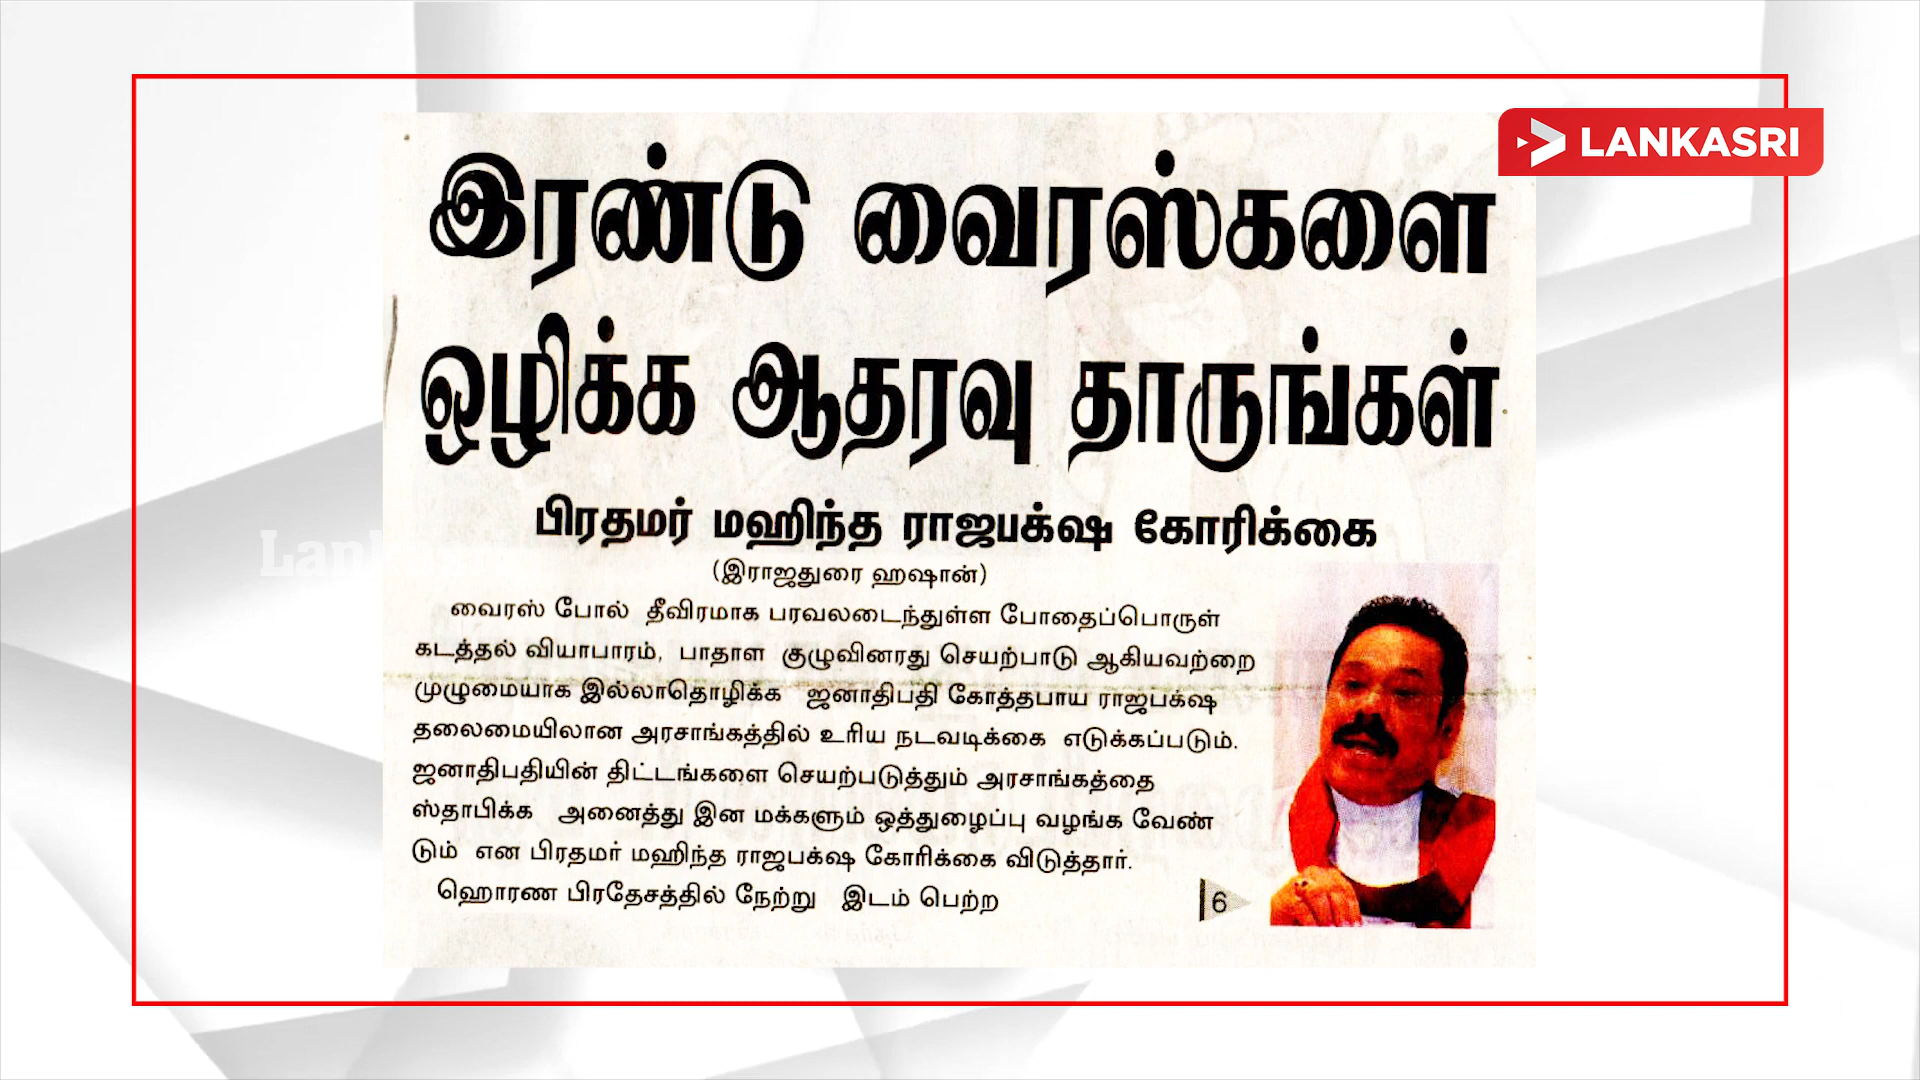 LANKASRI
இரண்டு வைரஸ்களை
ஒழிக்க ஆதரவு தாருங்கள்
பிரதமர் மஹிந்த ராஜபக்ஷ கோரிக்கை
(இராஜதுரை ஹஷான்)
வைரஸ் போல் தீவிரமாக பரவலடைந்துள்ள போதைப்பொருள்
கடத்தல் வியாபாரம், பாதாள குழுவினரது செயற்பாடு ஆகியவற்றை
முழுமையாக இல்லாதொழிக்க ஜனாதிபதி கோத்தபாய ராஜபக்ஷ
தலைமையிலான அரசாங்கத்தில் உரிய நடவடிக்கை எடுக்கப்படும்.
ஜனாதிபதியின் திட்டங்களை செயற்படுத்தும் அரசாங்கத்தை
ஸ்தாபிக்க அனைத்து இன மக்களும் ஒத்துழைப்பு வழங்க வேண்
டும் என பிரதமர் மஹிந்த ராஜபக்ஷ கோரிக்கை விடுத்தார்.
ஹொரண பிரதேசத்தில் நேற்று இடம் பெற்ற
6